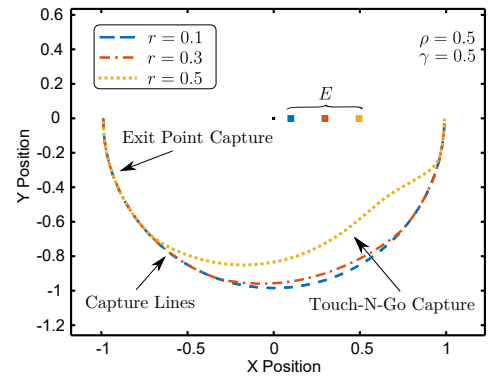 0.6
0.4
0.2
0
-0.2
-0.4
-0.6
-0.8
-1
-1.2
Y Position
r = 0.1
r = 0.3
r = 0.5
ρ = 0.5
γ = 0.5
E
Exit Point Capture
Capture Lines
Touch-N-Go Capture
-1
-0.5
0
0.5
1
X Position